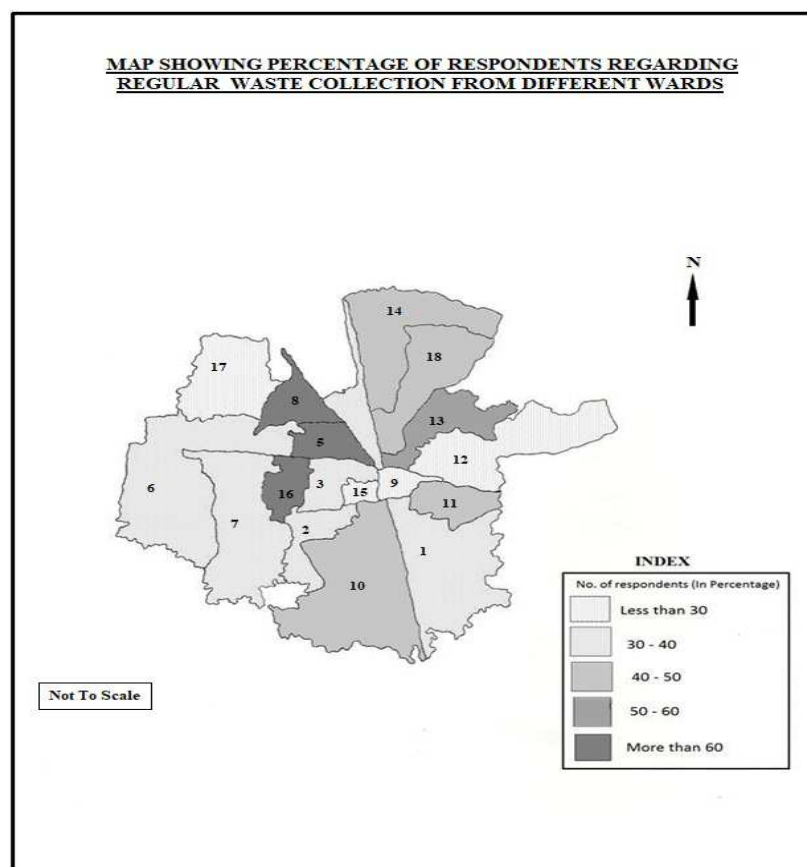 MAP SHOWING PERCENTAGE OF RESPONDENTS REGARDING
REGULAR WASTE COLLECTION FROM DIFFERENT WARDS
N
14
18
17
8
13
5
12
6
3
9
16
15
11
7
2
1
10
INDEX
No. of respondents (In Percentage)
Less than 30
30 - 40
40 - 50
50 - 60
More than 60
Not To Scale